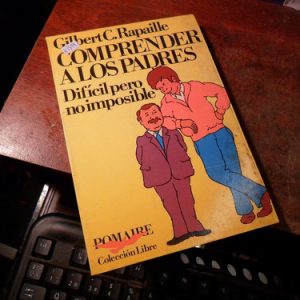 Gilbert C. Rapaille
COMPRENDER
A LOS PADRES
Difícil pero
no imposible
POMAIRE
Colección Libre